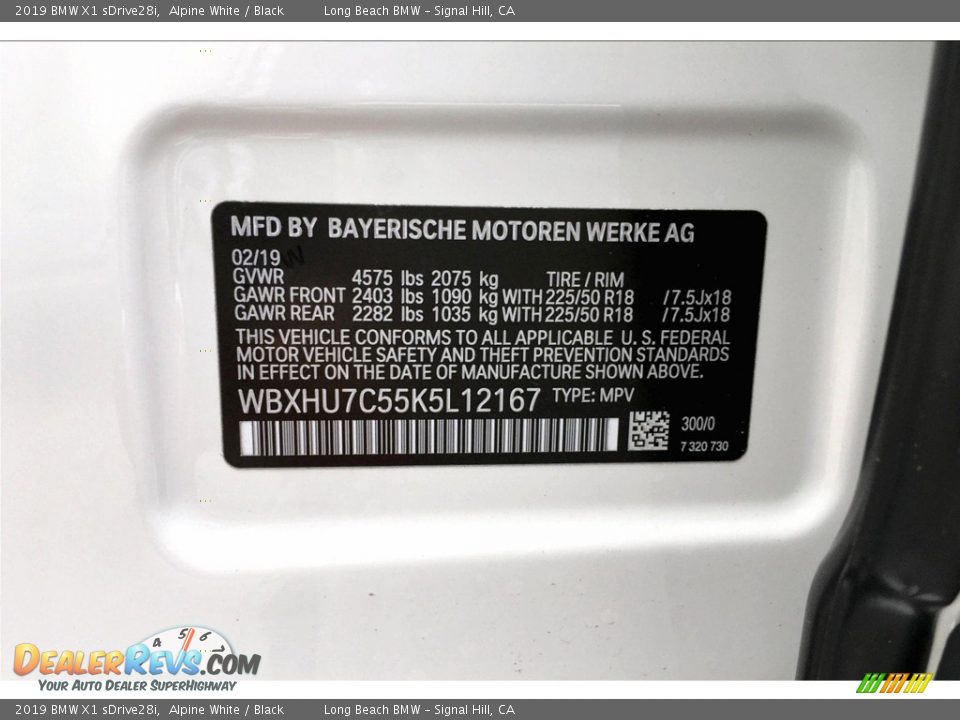 2019 BMW X1 sDrive28i,  Alpine White / Black          Long Beach BMW - Signal Hill, CA
MFD BY BAYERISCHE MOTOREN WERKE AG
02/19 W
GVWR 4575 lbs 2075 kg TIRE / RIM
GAWR FRONT 2403 lbs 1090 kg WITH 225/50 R18 /7.5Jx18
GAWR REAR 2282 lbs 1035 kg WITH 225/50 R18 /7.5Jx18
THIS VEHICLE CONFORMS TO ALL APPLICABLE U. S. FEDERAL
MOTOR VEHICLE SAFETY AND THEFT PREVENTION STANDARDS
IN EFFECT ON THE DATE OF MANUFACTURE SHOWN ABOVE.
WBXHU7C55K5L12167 TYPE: MPV
300/0
7 320 730
4 5 6 7
DEALERREVS.COM
YOUR AUTO DEALER SUPERHIGHWAY
2019 BMW X1 sDrive28i,  Alpine White / Black          Long Beach BMW - Signal Hill, CA